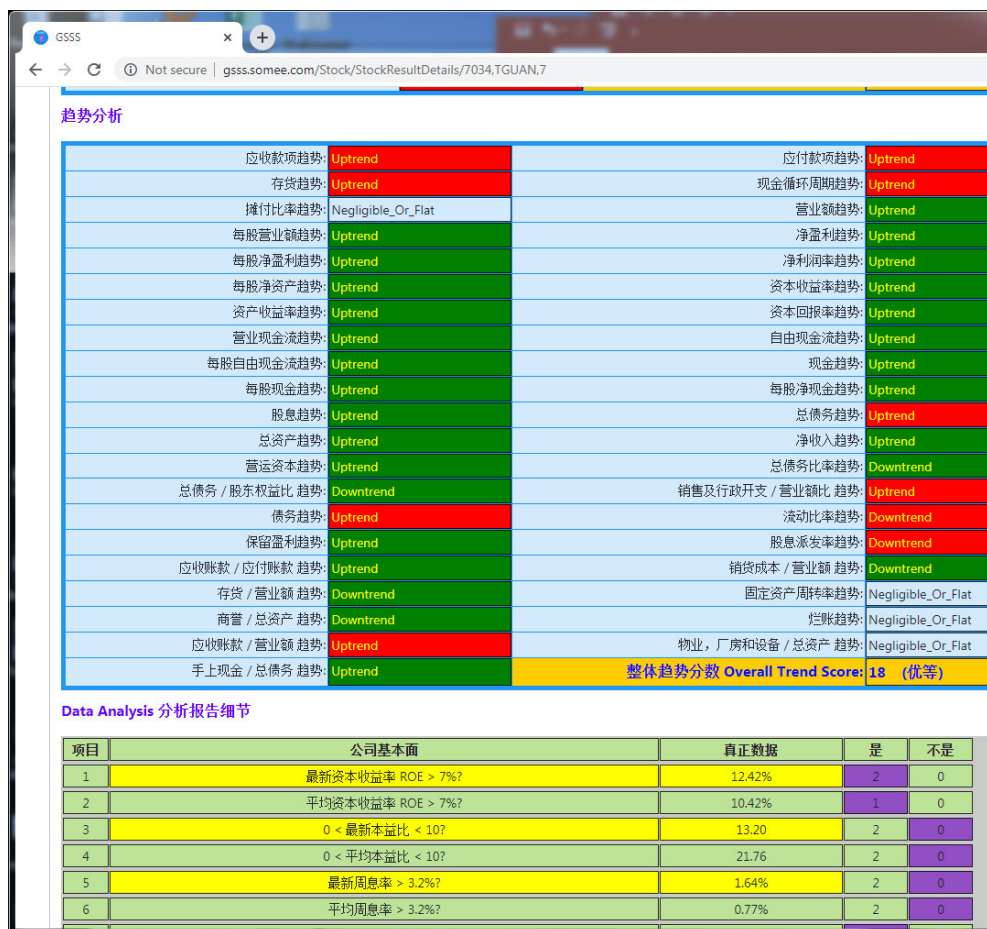 GSSS
Not secure | gsss.somee.com/Stock/StockResultDetails/7034,TGUAN,7
趋势分析
应收款项趋势: Uptrend 应付款项趋势: Uptrend
存货趋势: Uptrend 现金循环周期趋势: Uptrend
摊付比率趋势: Negligible_Or_Flat 营业额趋势: Uptrend
每股营业额趋势: Uptrend 净盈利趋势: Uptrend
每股净盈利趋势: Uptrend 净利润率趋势: Uptrend
每股净资产趋势: Uptrend 资本收益率趋势: Uptrend
资产收益率趋势: Uptrend 资本回报率趋势: Uptrend
营业现金流趋势: Uptrend 自由现金流趋势: Uptrend
每股自由现金流趋势: Uptrend 现金趋势: Uptrend
每股现金趋势: Uptrend 每股净现金趋势: Uptrend
股息趋势: Uptrend 总债务趋势: Uptrend
总资产趋势: Uptrend 净收入趋势: Uptrend
营运资本趋势: Uptrend 总债务比率趋势: Downtrend
总债务 / 股东权益比 趋势: Downtrend 销售及行政开支 / 营业额比 趋势: Uptrend
债务趋势: Uptrend 流动比率趋势: Downtrend
保留盈利趋势: Uptrend 股息派发率趋势: Downtrend
应收账款 / 应付账款 趋势: Uptrend 销货成本 / 营业额 趋势: Downtrend
存货 / 营业额 趋势: Downtrend 固定资产周转率趋势: Negligible_Or_Flat
商誉 / 总资产 趋势: Downtrend 烂账趋势: Negligible_Or_Flat
应收账款 / 营业额 趋势: Uptrend 物业，厂房和设备 / 总资产 趋势: Negligible_Or_Flat
手上现金 / 总债务 趋势: Uptrend 整体趋势分数 Overall Trend Score: 18 (优等)
Data Analysis 分析报告细节
项目 公司基本面 真正数据 是 不是
1 最新资本收益率 ROE > 7%? 12.42% 2 0
2 平均资本收益率 ROE > 7%? 10.42% 1 0
3 0 < 最新本益比 < 10? 13.20 2 0
4 0 < 平均本益比 < 10? 21.76 2 0
5 最新周息率 > 3.2%? 1.64% 2 0
6 平均周息率 > 3.2%? 0.77% 2 0